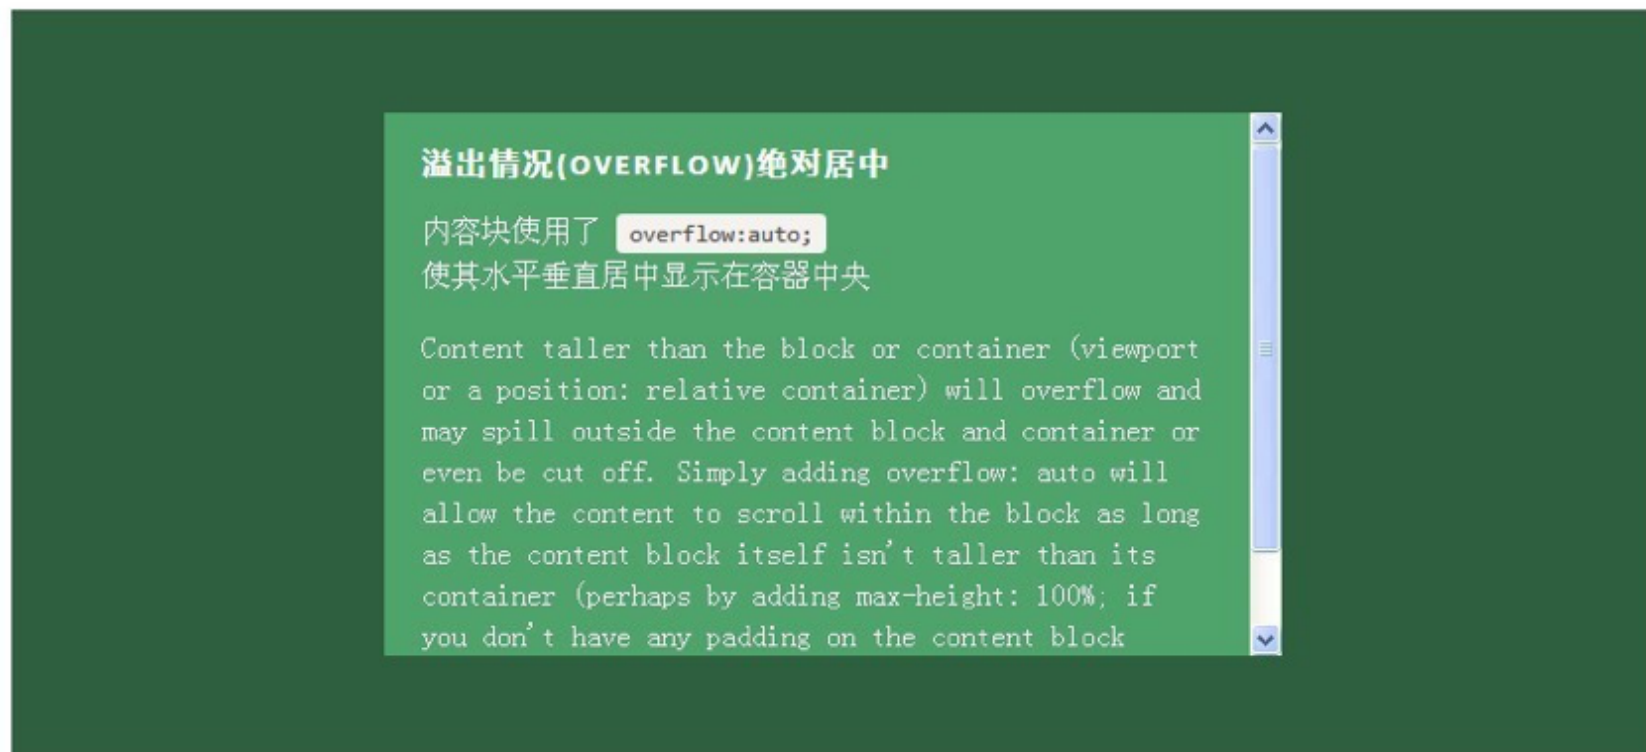 溢出情况(OVERFLOW)绝对居中
内容块使用了 overflow:auto;
使其水平垂直居中显示在容器中央
Content taller than the block or container (viewport
or a position: relative container) will overflow and
may spill outside the content block and container or
even be cut off. Simply adding overflow: auto will
allow the content to scroll within the block as long
as the content block itself isn't taller than its
container (perhaps by adding max-height: 100%; if
you don't have any padding on the content block